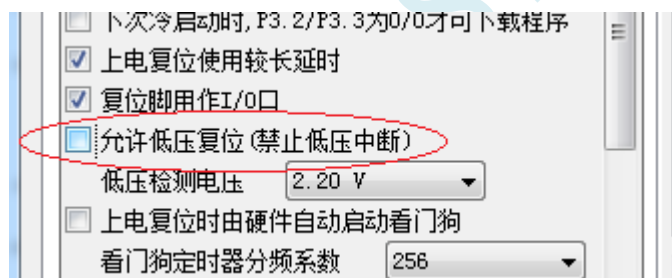 下次冷启动时, P3.2/P3.3为0/0才可下载程序
上电复位使用较长延时
复位脚用作I/O口
允许低压复位(禁止低压中断)
低压检测电压 2.20 V
上电复位时由硬件自动启动看门狗
看门狗定时器分频系数 256